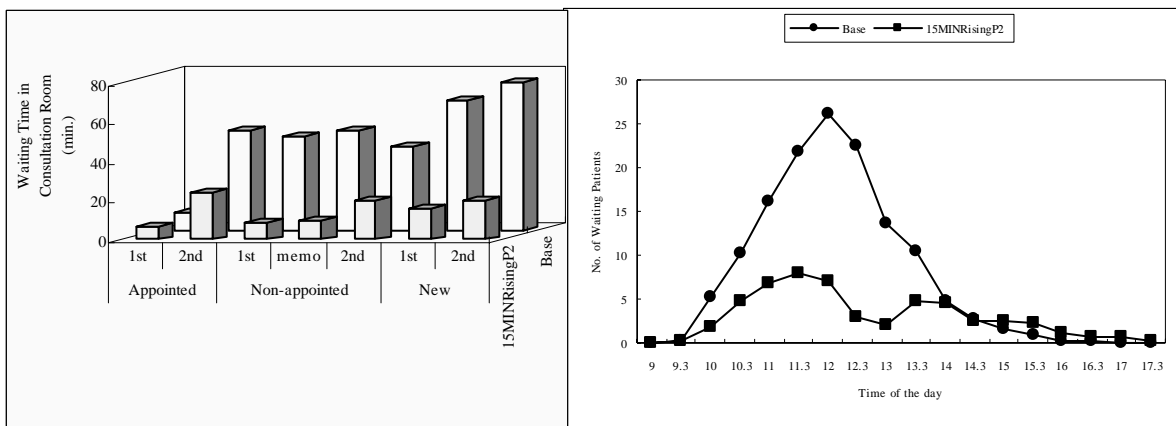 Waiting Time in
Consultation Room
(min.)
80
60
40
20
0
1st 2nd 1st memo 2nd 1st 2nd
Appointed Non-appointed New
15MINRisingP2
Base
Base 15MINRisingP2
No. of Waiting Patients
30
25
20
15
10
5
0
9 9.3 10 10.3 11 11.3 12 12.3 13 13.3 14 14.3 15 15.3 16 16.3 17 17.3
Time of the day